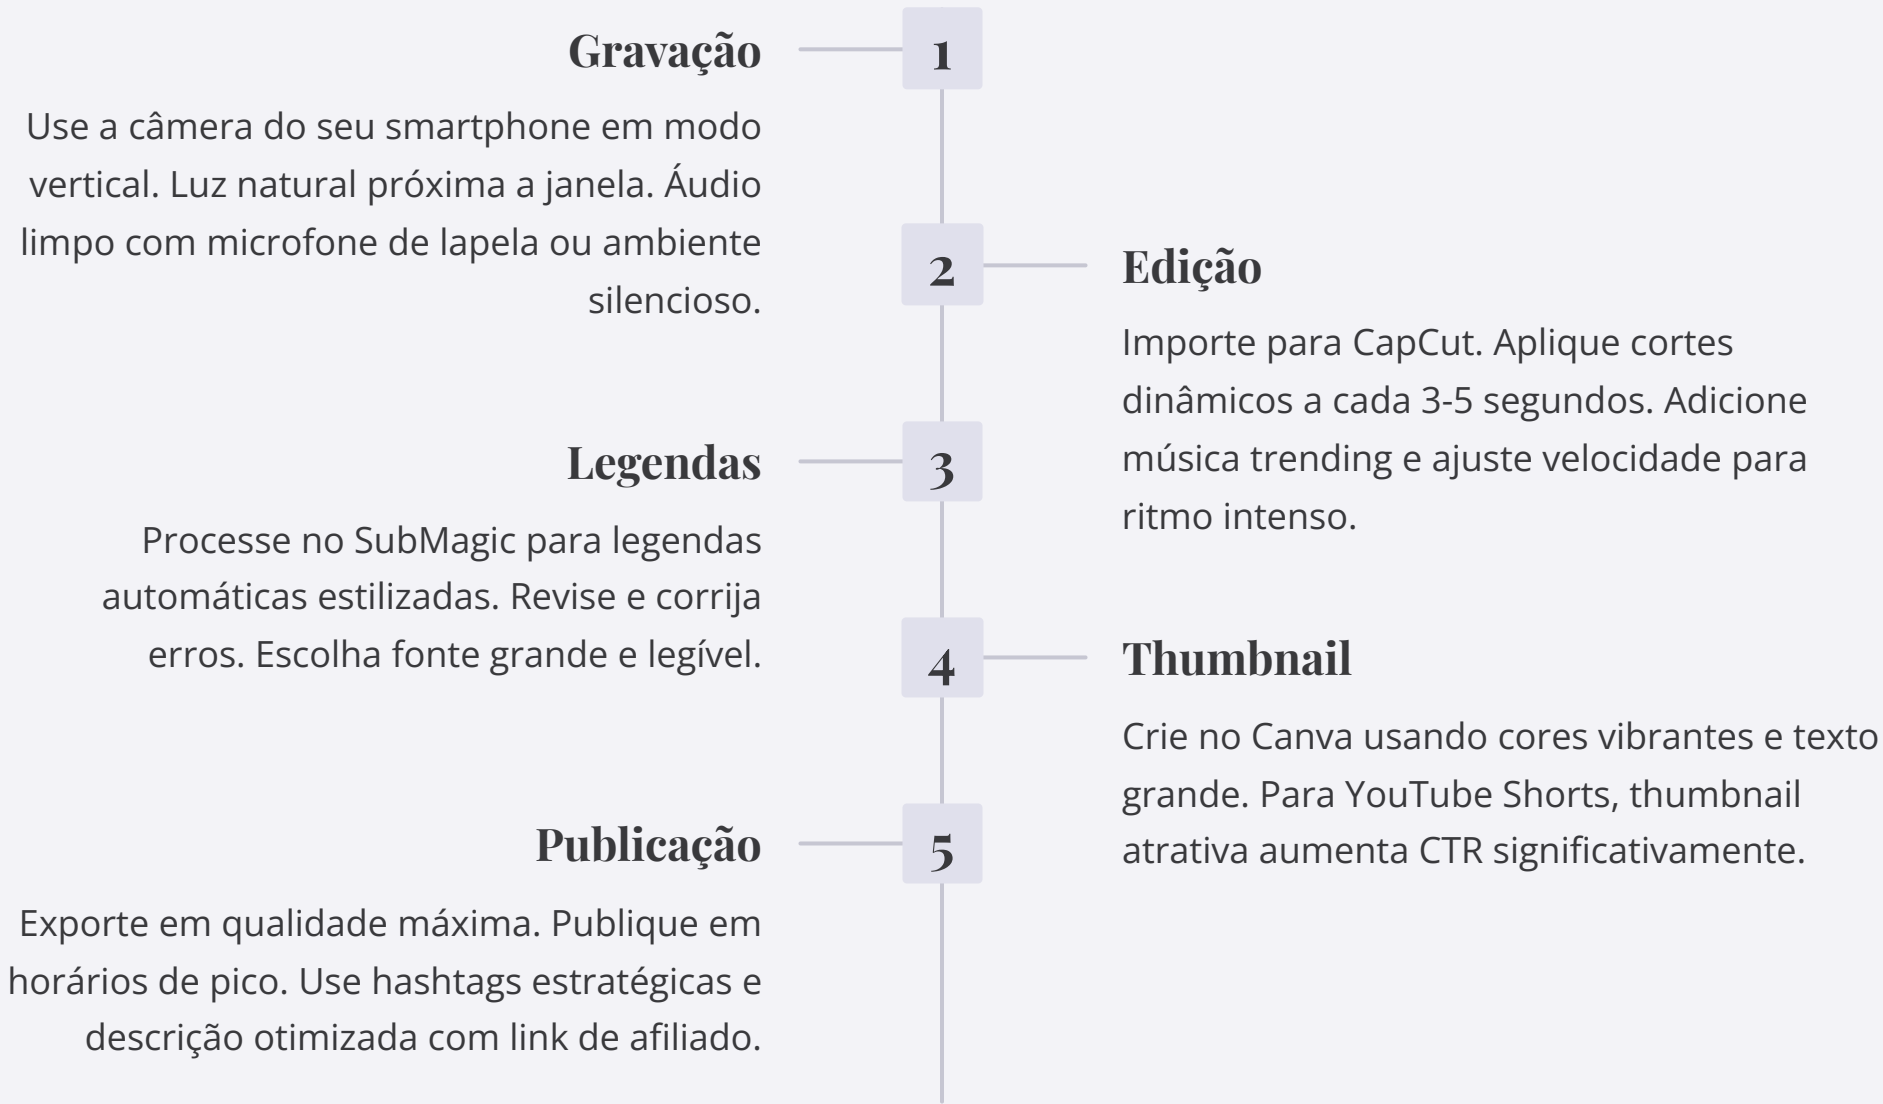 Gravação
1
Use a câmera do seu smartphone em modo
vertical. Luz natural próxima a janela. Áudio
limpo com microfone de lapela ou ambiente
silencioso.
2
Edição
Importe para CapCut. Aplique cortes
dinâmicos a cada 3-5 segundos. Adicione
música trending e ajuste velocidade para
ritmo intenso.
Legendas
3
Processe no SubMagic para legendas
automáticas estilizadas. Revise e corrija
erros. Escolha fonte grande e legível.
4
Thumbnail
Crie no Canva usando cores vibrantes e texto
grande. Para YouTube Shorts, thumbnail
atrativa aumenta CTR significativamente.
Publicação
5
Exporte em qualidade máxima. Publique em
horários de pico. Use hashtags estratégicas e
descrição otimizada com link de afiliado.